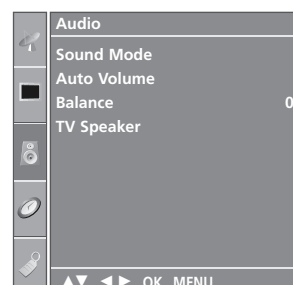 Audio
Sound Mode
Auto Volume
Balance 0
TV Speaker
▲▼ ◄ ► OK MENU